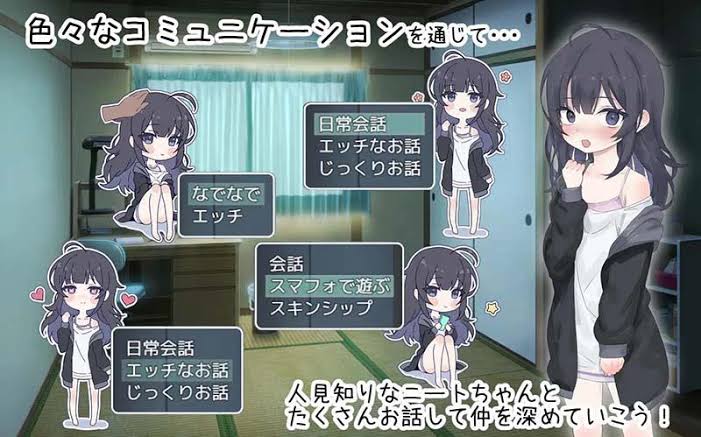 色々なコミュニケーションを通じて・・・
日常会話
エッチなお話
じっくりお話
なでなで
エッチ
会話
スマフォで遊ぶ
スキンシップ
日常会話
エッチなお話
じっくりお話
人見知りなニートちゃんと
たくさんお話して仲を深めていこう！